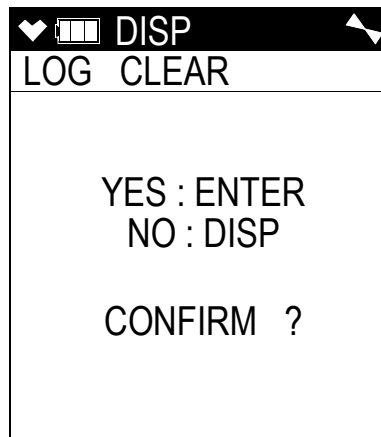 DISP
LOG CLEAR
YES : ENTER
NO : DISP
CONFIRM ?